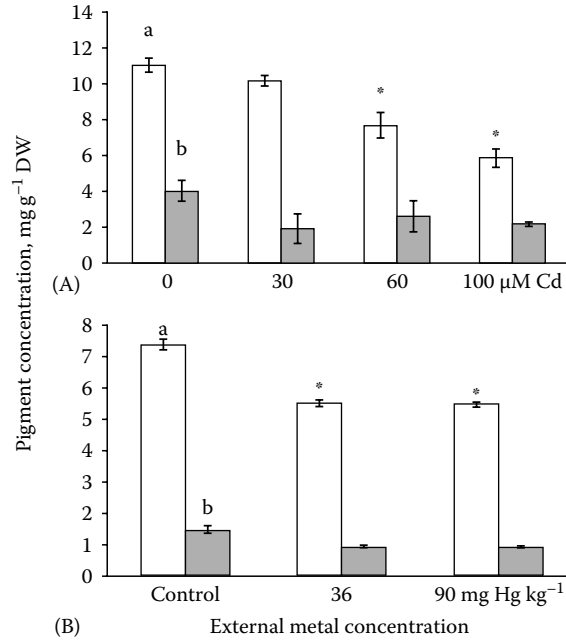 Pigment concentration, mg g⁻¹ DW
14
12
10
8
6
4
2
0
a
b
*
*
0 30 60 100 µM Cd
(A)
8
7
6
5
4
3
2
1
0
a
b
*
*
Control 36 90 mg Hg kg⁻¹
(B) External metal concentration